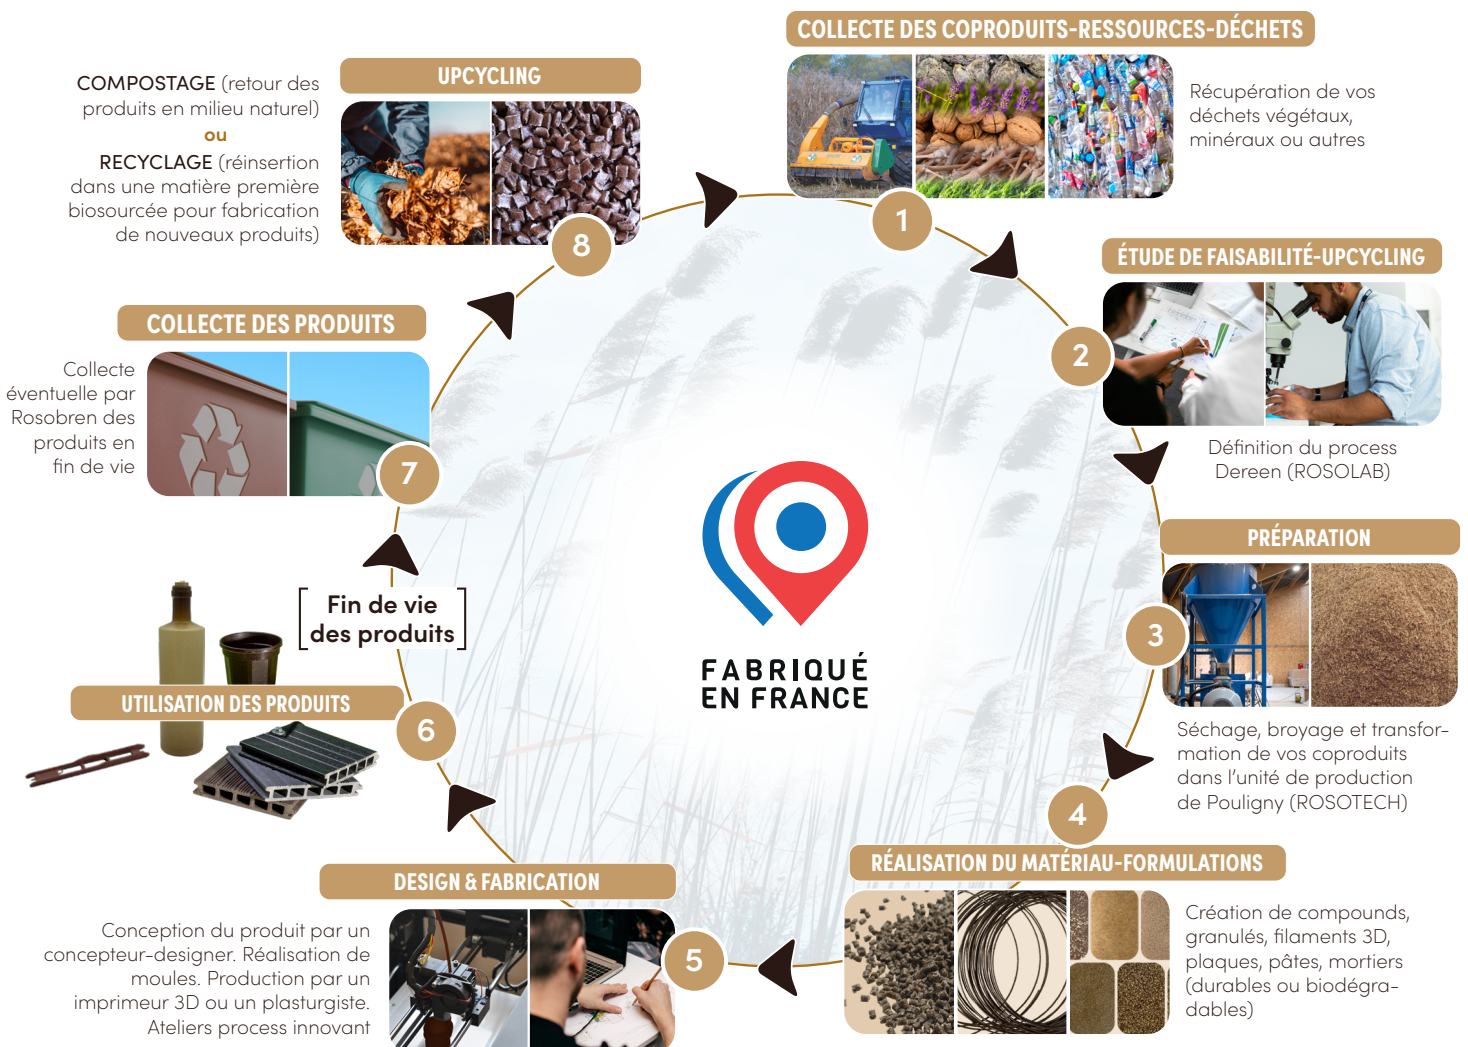 COLLECTE DES COPRODUITS-RESSOURCES-DÉCHETS
1
Récupération de vos
déchets végétaux,
minéraux ou autres
ÉTUDE DE FAISABILITÉ-UPCYCLING
2
Définition du process
Dereen (ROSOLAB)
PRÉPARATION
3
Séchage, broyage et transfor-
mation de vos coproduits
dans l'unité de production
de Pouligny (ROSOTECH)
4
RÉALISATION DU MATÉRIAU-FORMULATIONS
Création de compounds,
granulés, filaments 3D,
plaques, pâtes, mortiers
(durables ou biodégra-
dables)
DESIGN & FABRICATION
5
Conception du produit par un
concepteur-designer. Réalisation de
moules. Production par un
imprimeur 3D ou un plasturgiste.
Ateliers process innovant
UTILISATION DES PRODUITS
6
Fin de vie
des produits
COLLECTE DES PRODUITS
7
Collecte
éventuelle par
Rosobren des
produits en
fin de vie
UPCYCLING
8
COMPOSTAGE (retour des
produits en milieu naturel)
ou
RECYCLAGE (réinsertion
dans une matière première
biosourcée pour fabrication
de nouveaux produits)
FABRIQUÉ
EN FRANCE